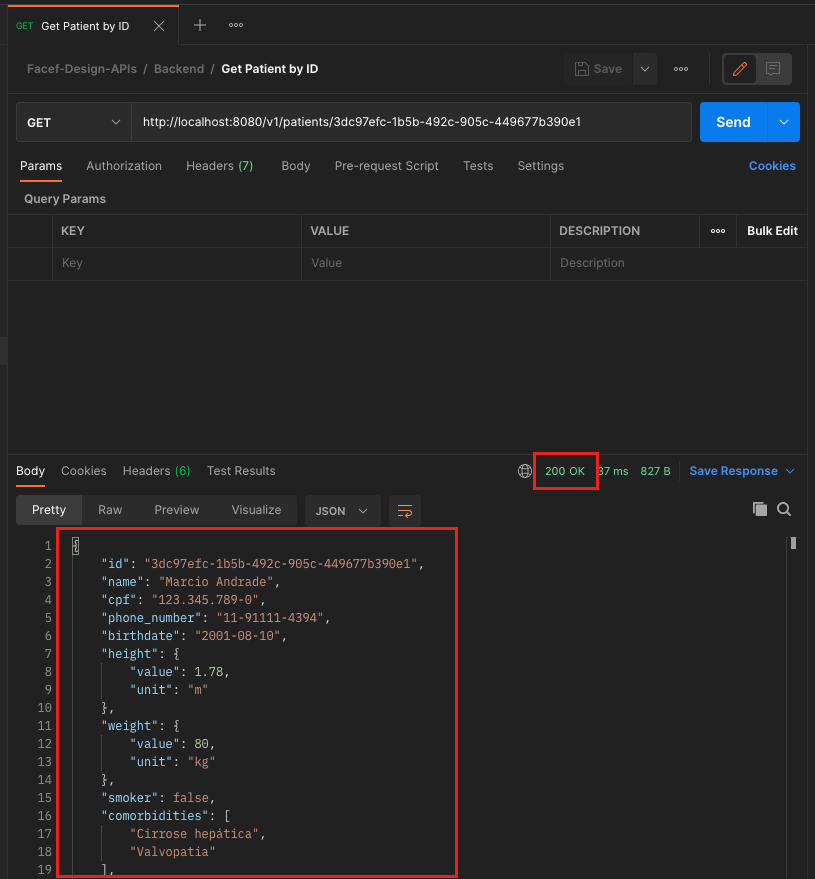 GET Get Patient by ID
Facef-Design-APIs / Backend / Get Patient by ID Save
GET http://localhost:8080/v1/patients/3dc97efc-1b5b-492c-905c-449677b390e1 Send
Params Authorization Headers (7) Body Pre-request Script Tests Settings Cookies
Query Params
KEY VALUE DESCRIPTION Bulk Edit
Key Value Description
Body Cookies Headers (6) Test Results 200 OK 37 ms 827 B Save Response
Pretty Raw Preview Visualize JSON
1 {
2 "id": "3dc97efc-1b5b-492c-905c-449677b390e1",
3 "name": "Marcio Andrade",
4 "cpf": "123.345.789-0",
5 "phone_number": "11-91111-4394",
6 "birthdate": "2001-08-10",
7 "height": {
8 "value": 1.78,
9 "unit": "m"
10 },
11 "weight": {
12 "value": 80,
13 "unit": "kg"
14 },
15 "smoker": false,
16 "comorbidities": [
17 "Cirrose hepática",
18 "Valvopatia"
19 ],